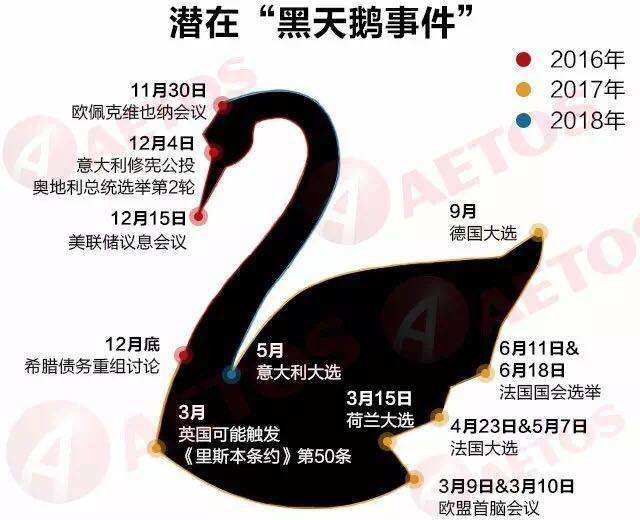 潜在“黑天鹅事件”
2016年
2017年
2018年
11月30日
欧佩克维也纳会议
12月4日
意大利修宪公投
奥地利总统选举第2轮
12月15日
美联储议息会议
9月
德国大选
12月底
希腊债务重组讨论
5月
意大利大选
6月11日&
6月18日
法国国会选举
3月15日
荷兰大选
3月
英国可能触发
《里斯本条约》第50条
4月23日&5月7日
法国大选
3月9日&3月10日
欧盟首脑会议
AETOS
AETOS
AETOS
AETOS